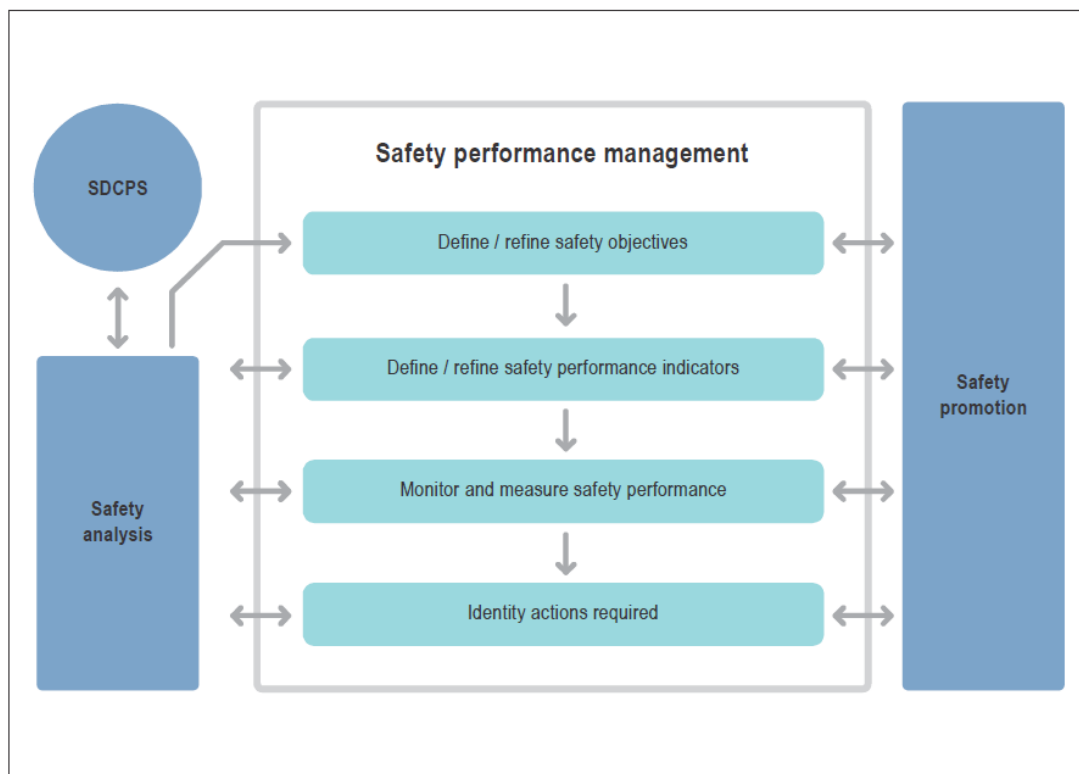 Safety performance management
SDCPS
Define / refine safety objectives
Define / refine safety performance indicators
Safety
promotion
Monitor and measure safety performance
Safety
analysis
Identity actions required